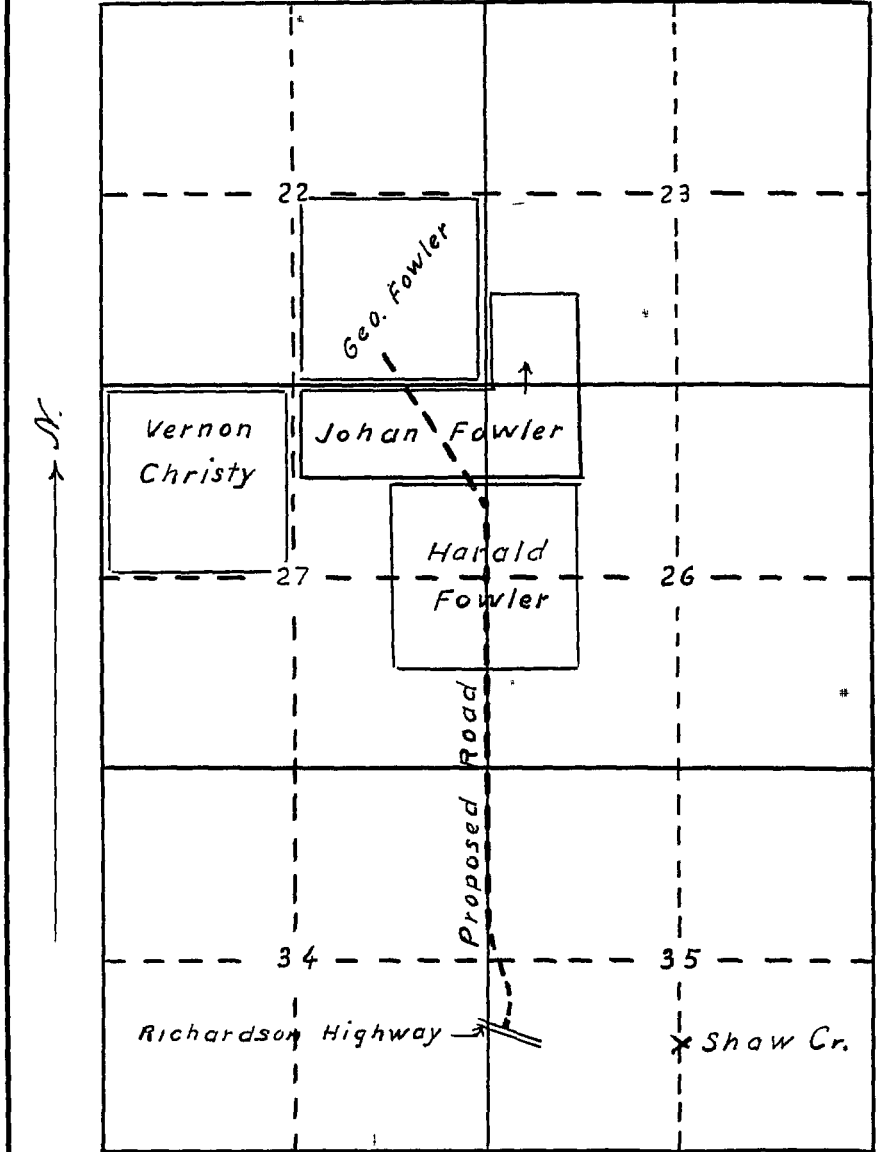 22
23
Geo. Fowler
N.
Vernon
Christy
Johan Fowler
Harald
Fowler
27
26
Proposed Road
34
35
Richardson Highway
Shaw Cr.